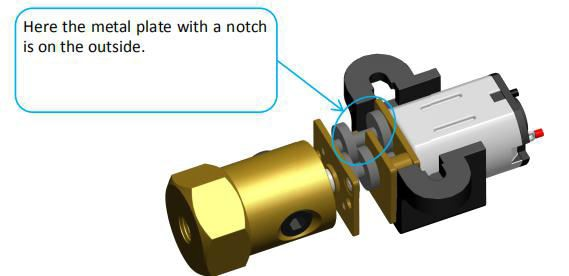 Here the metal plate with a notch
is on the outside.